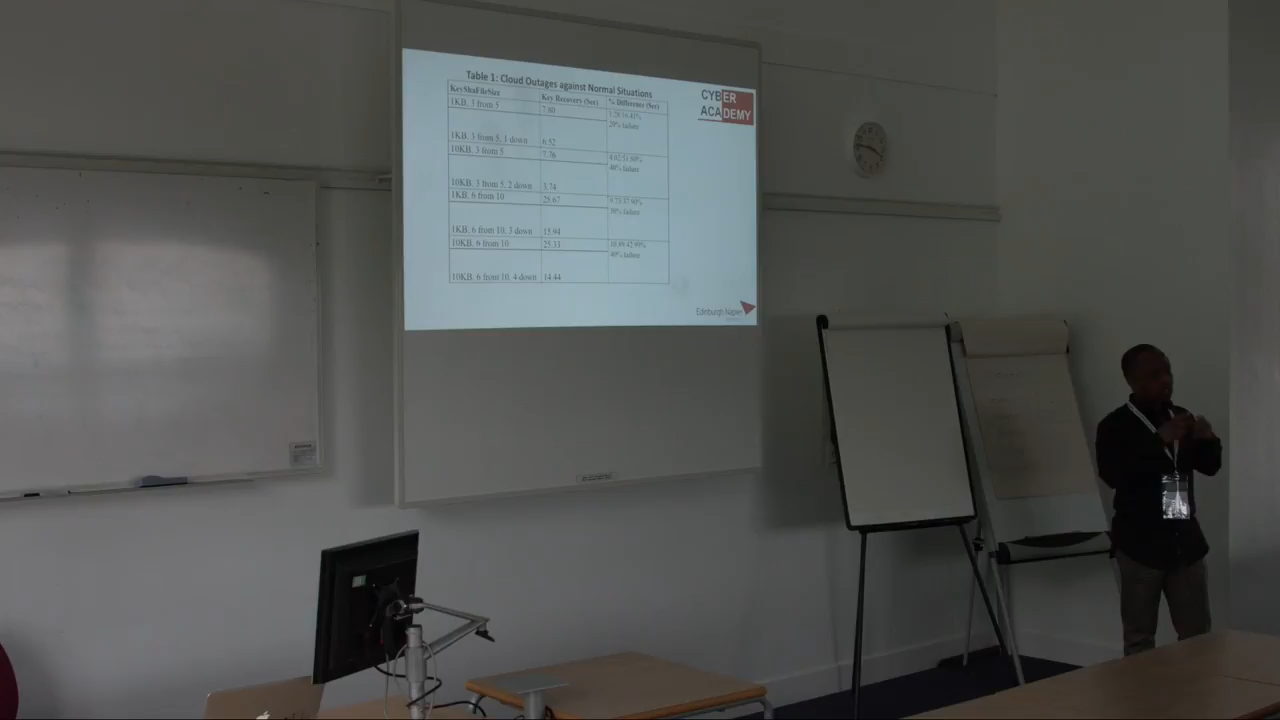 Table 1: Cloud Outages against Normal Situations
KeyShaFileSize
Key Recovery (Sec)
% Difference (Sec)
1KB, 3 from 5
7.80
20% failure
1KB, 3 from 5, 1 down
6.52
10KB, 3 from 5
7.76
40% failure
10KB, 3 from 5, 2 down
3.74
1KB, 6 from 10
25.67
30% failure
1KB, 6 from 10, 3 down
15.94
10KB, 6 from 10
25.33
40% failure
10KB, 6 from 10, 4 down
14.44
CYBER
ACADEMY
Edinburgh Napier